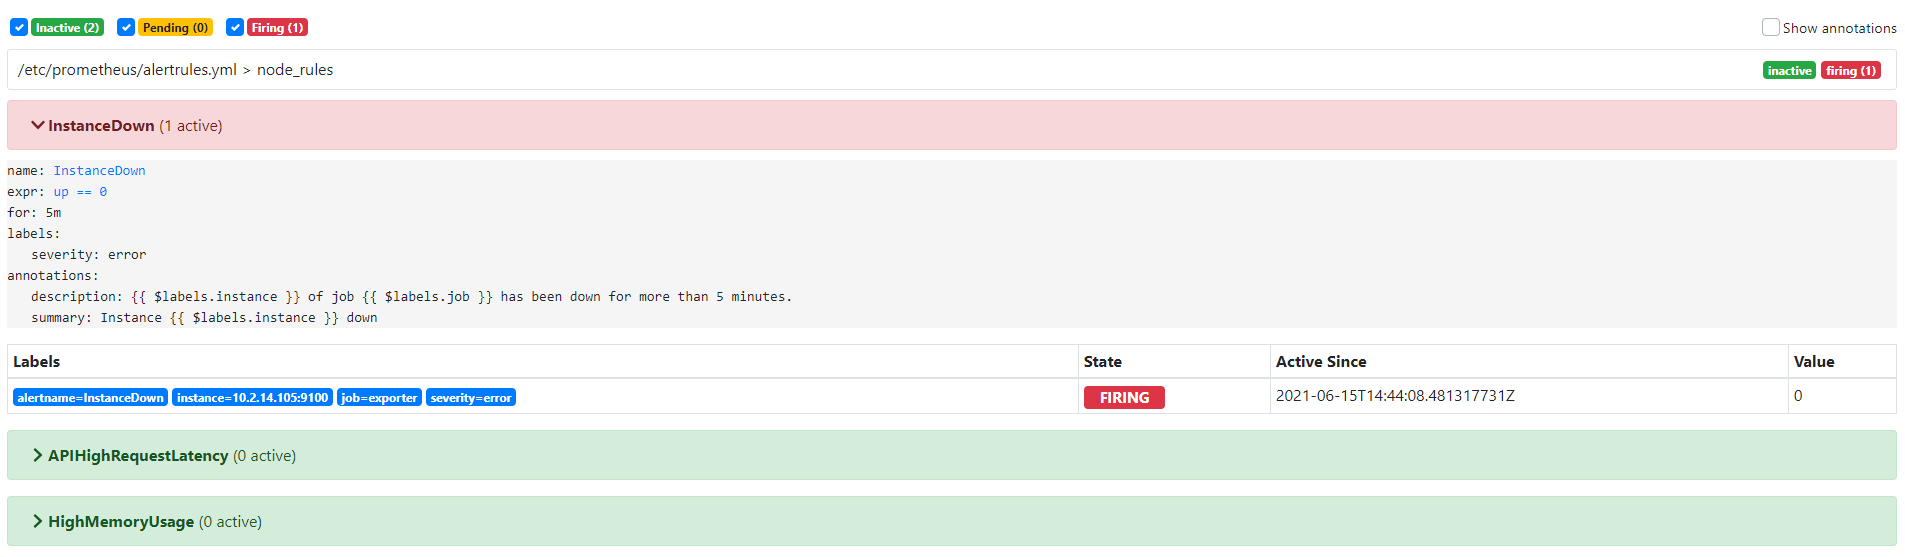 Inactive (2) Pending (0) Firing (1) Show annotations
/etc/prometheus/alertrules.yml > node_rules inactive firing (1)
InstanceDown (1 active)
name: InstanceDown
expr: up == 0
for: 5m
labels:
severity: error
annotations:
description: {{ $labels.instance }} of job {{ $labels.job }} has been down for more than 5 minutes.
summary: Instance {{ $labels.instance }} down
Labels State Active Since Value
alertname=InstanceDown instance=10.2.14.105:9100 job=exporter severity=error FIRING 2021-06-15T14:44:08.481317731Z 0
APIHighRequestLatency (0 active)
HighMemoryUsage (0 active)